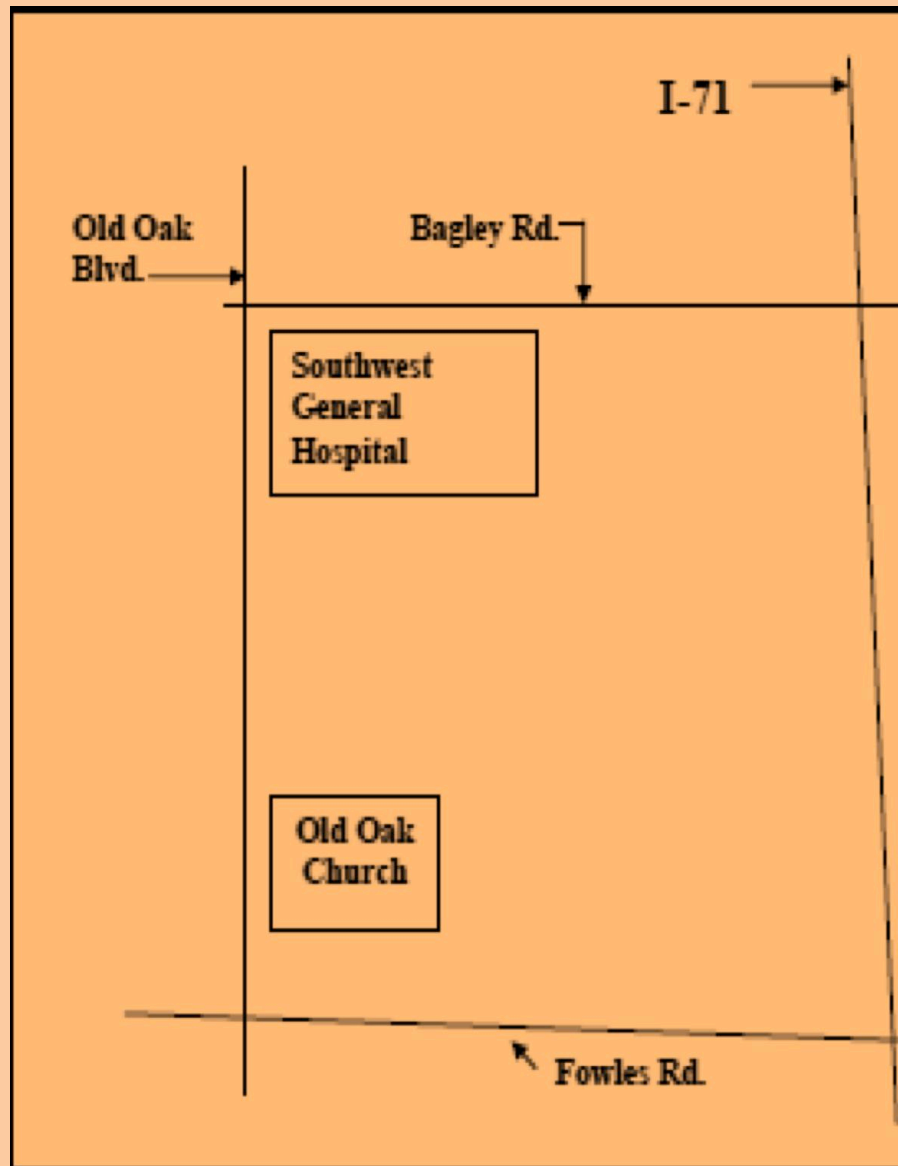 I-71
Old Oak
Blvd.
Bagley Rd.
Southwest
General
Hospital
Old Oak
Church
Fowles Rd.